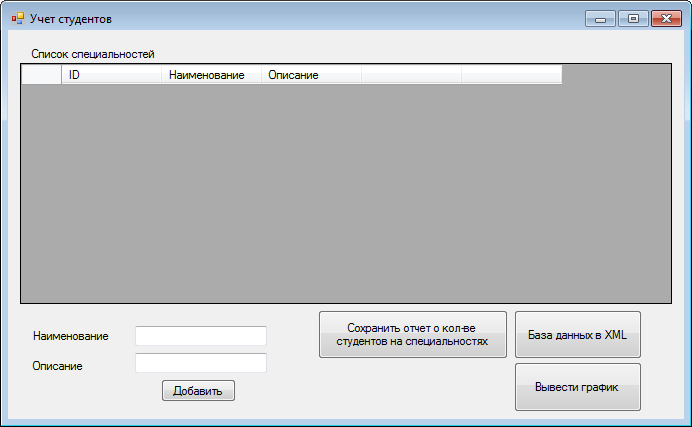 Учет студентов
Список специальностей
ID Наименование Описание
Наименование
Описание
Добавить
Сохранить отчет о кол-ве
студентов на специальностях
База данных в XML
Вывести график